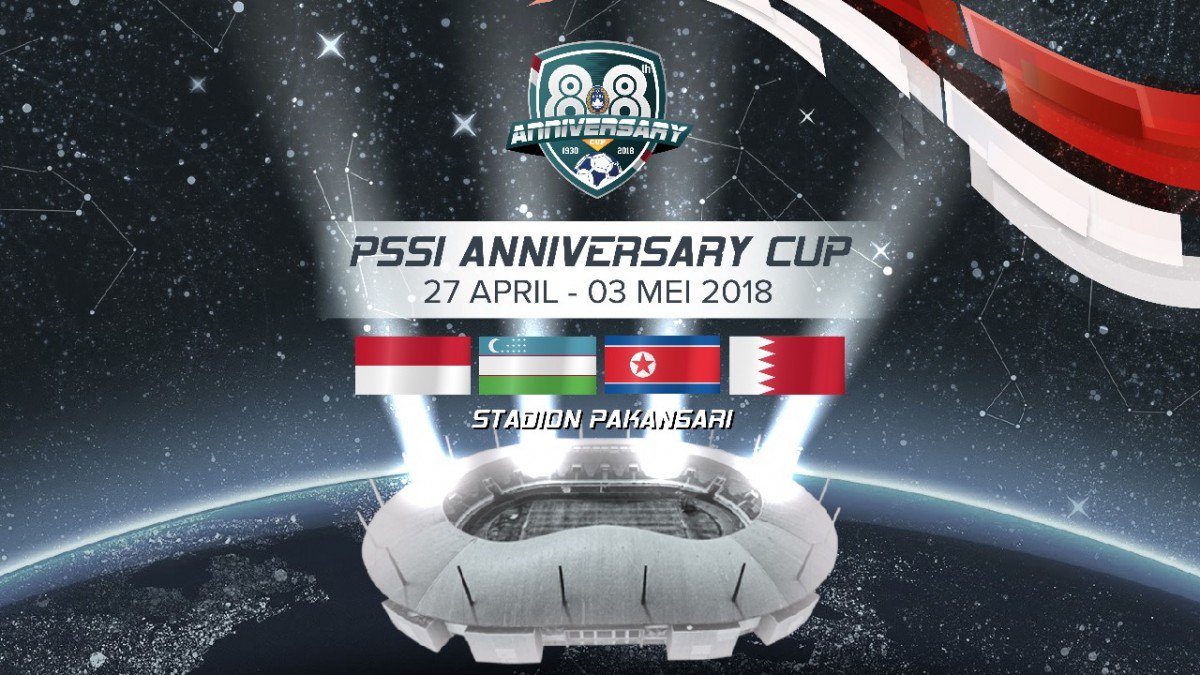 88th
ANNIVERSARY
CUP
1930 2018
PSSI ANNIVERSARY CUP
27 APRIL - 03 MEI 2018
STADION PAKANSARI